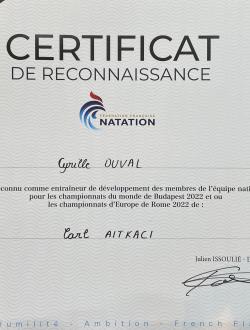 CERTIFICAT
DE RECONNAISSANCE
FÉDÉRATION FRANÇAISE
NATATION
Cyrille DUVAL
connu comme entraîneur de développement des membres de l'équipe nati
pour les championnats du monde de Budapest 2022 et ou
les championnats d'Europe de Rome 2022 de :
Carl AITKACI
Julien ISSOULIÉ - 
umilité - Ambition - French Fl